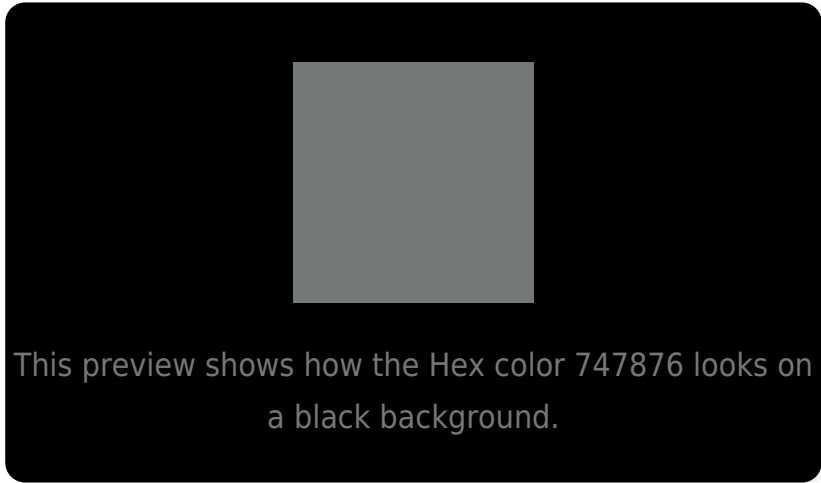 This preview shows how the Hex color 747876 looks on
a black background.